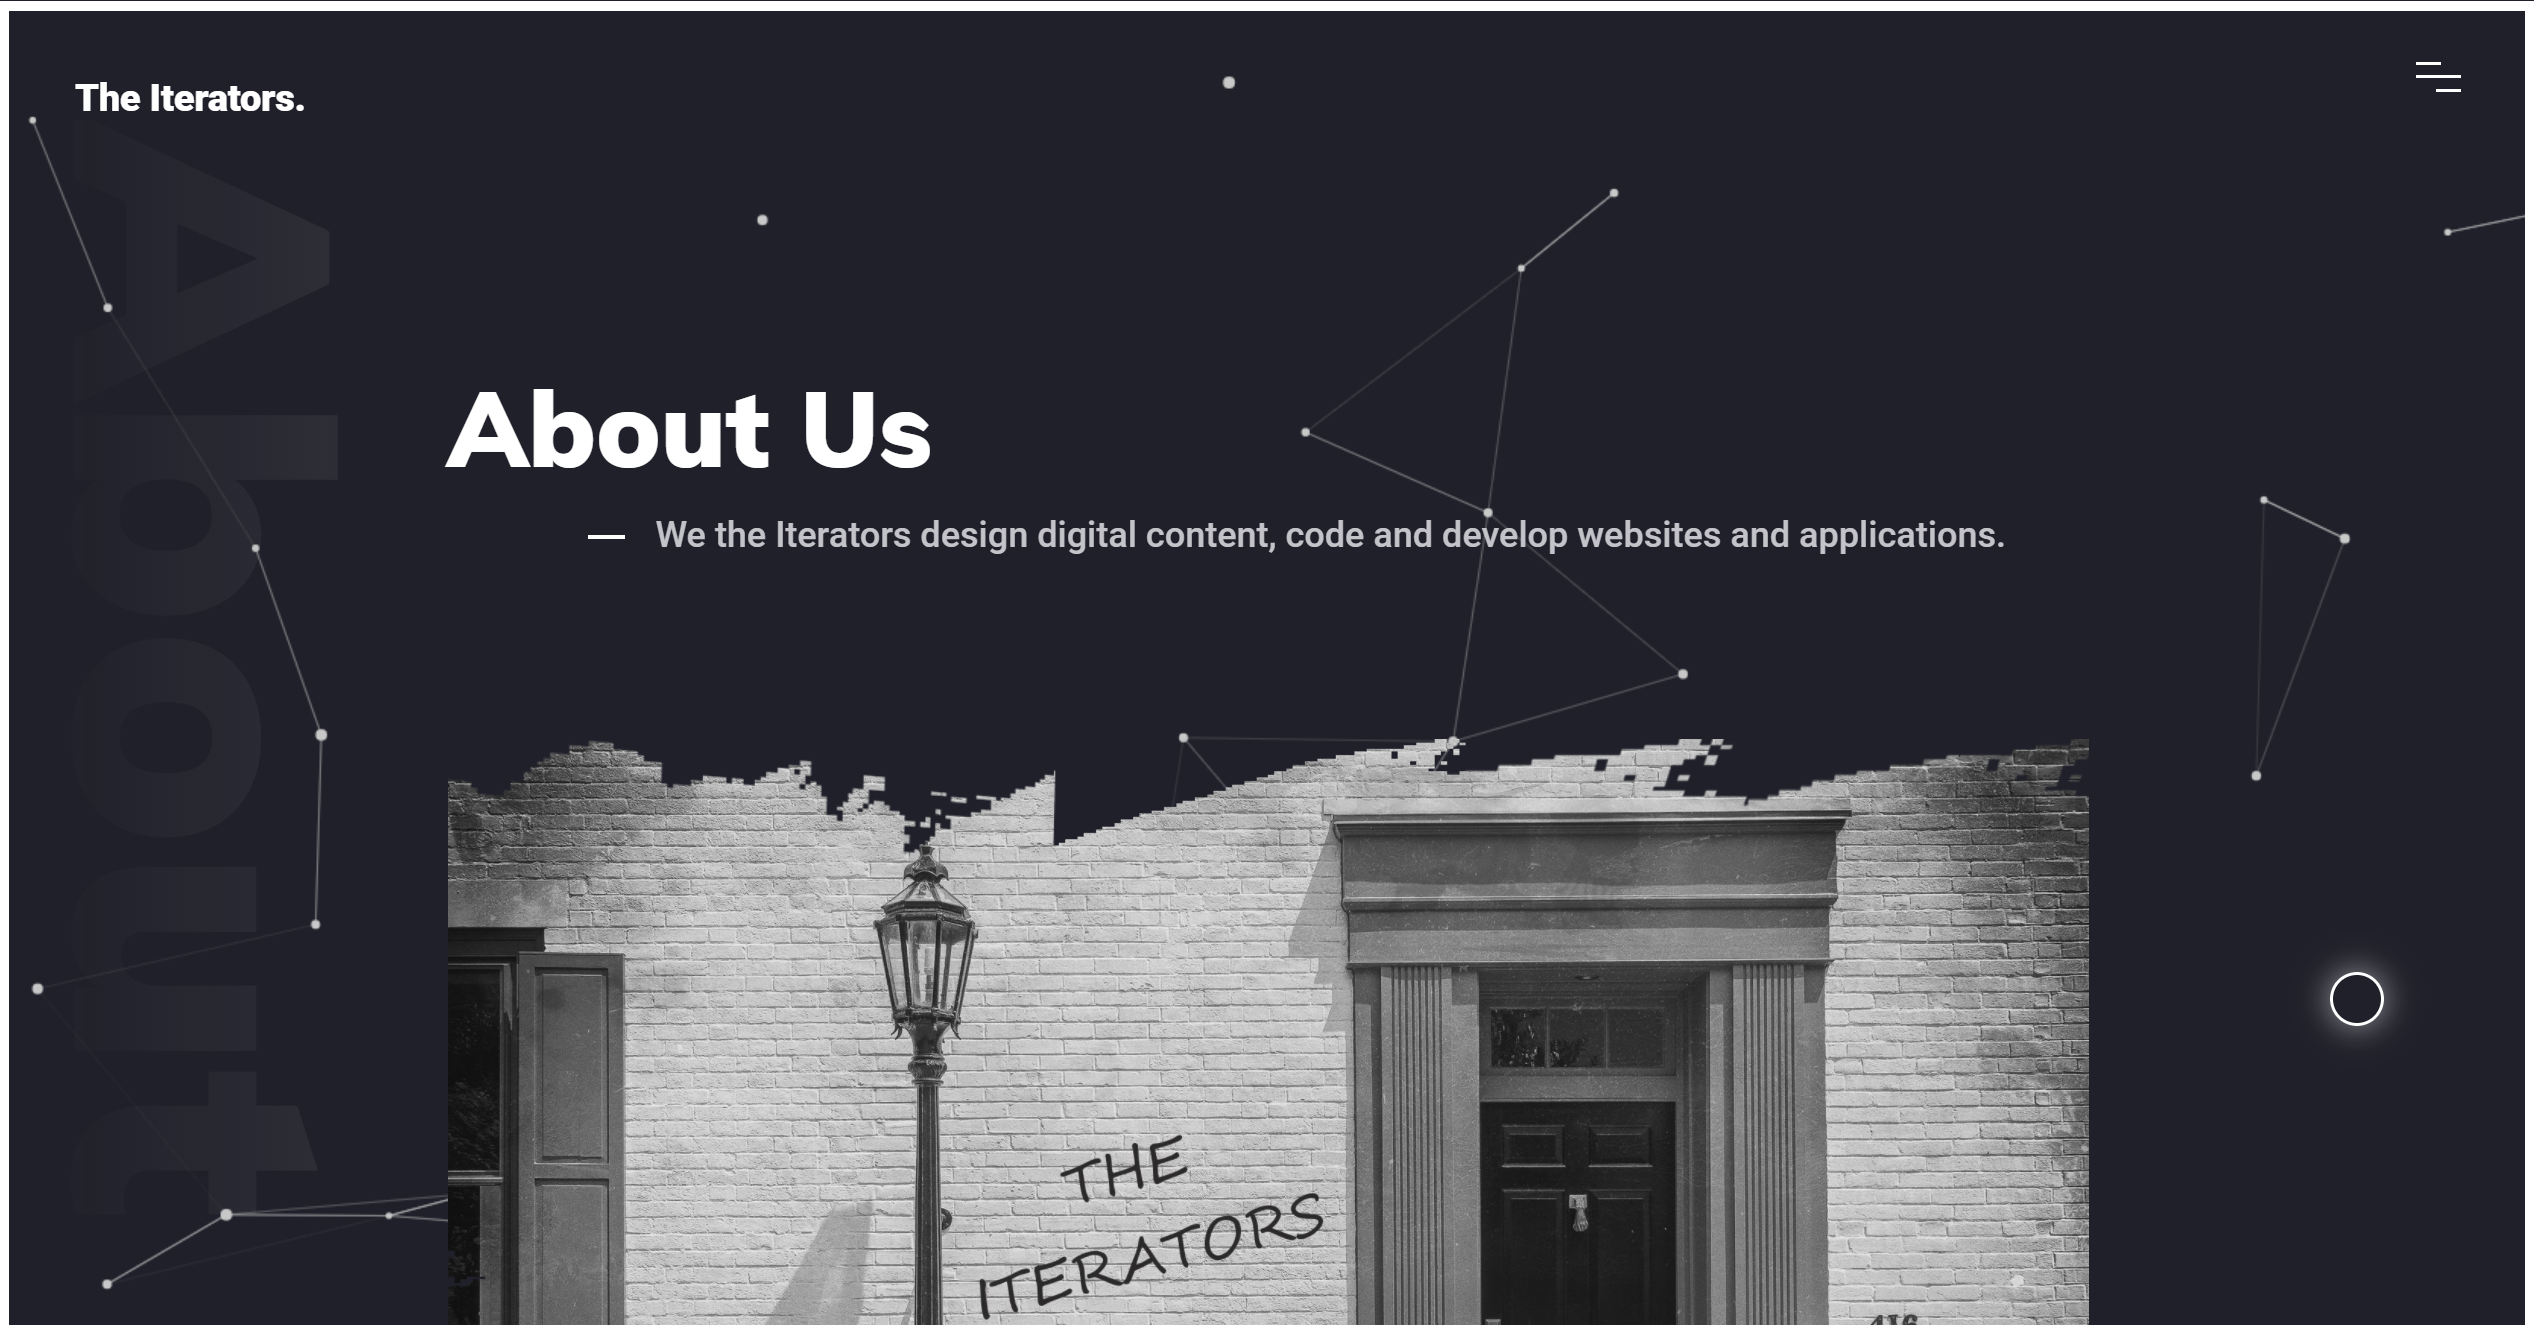 The Iterators.
About
About Us
We the Iterators design digital content, code and develop websites and applications.
THE
ITERATORS